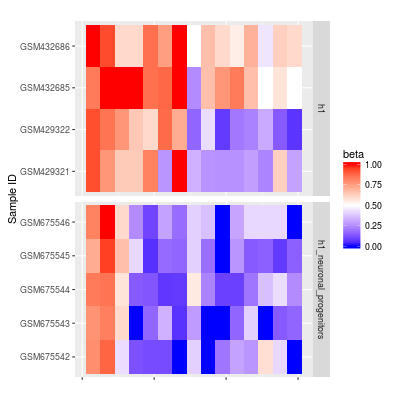 GSM432686
GSM432685
GSM429322
GSM429321
h1
GSM675546
GSM675545
GSM675544
GSM675543
GSM675542
h1_neuronal_progenitors
Sample ID
beta
1.00
0.75
0.50
0.25
0.00